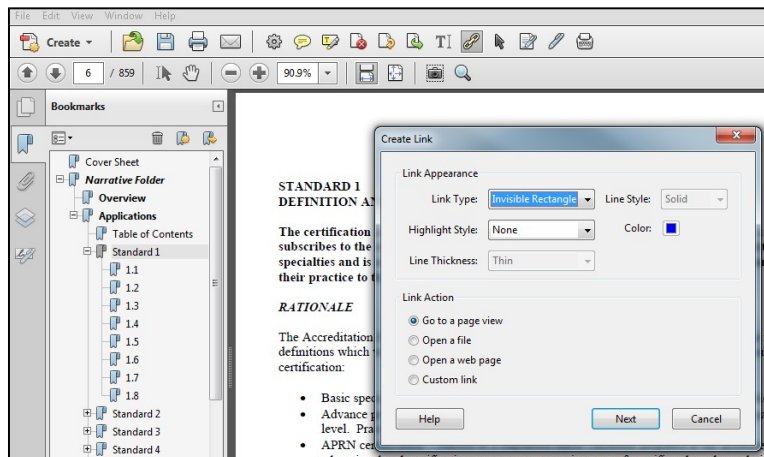 File Edit View Window Help
Create
6 / 859 90.9%
Bookmarks
Cover Sheet
Narrative Folder
Overview
Applications
Table of Contents
Standard 1
1.1
1.2
1.3
1.4
1.5
1.6
1.7
1.8
Standard 2
Standard 3
Standard 4
STANDARD 1
DEFINITION AN
The certification
subscribes to the
specialties and is
their practice to t
RATIONALE
The Accreditation
definitions which
certification:
• Basic spec
• Advance p
level. Pra
• APRN cer
Create Link
Link Appearance
Link Type: Invisible Rectangle Line Style: Solid
Highlight Style: None Color:
Line Thickness: Thin
Link Action
Go to a page view
Open a file
Open a web page
Custom link
Help Next Cancel